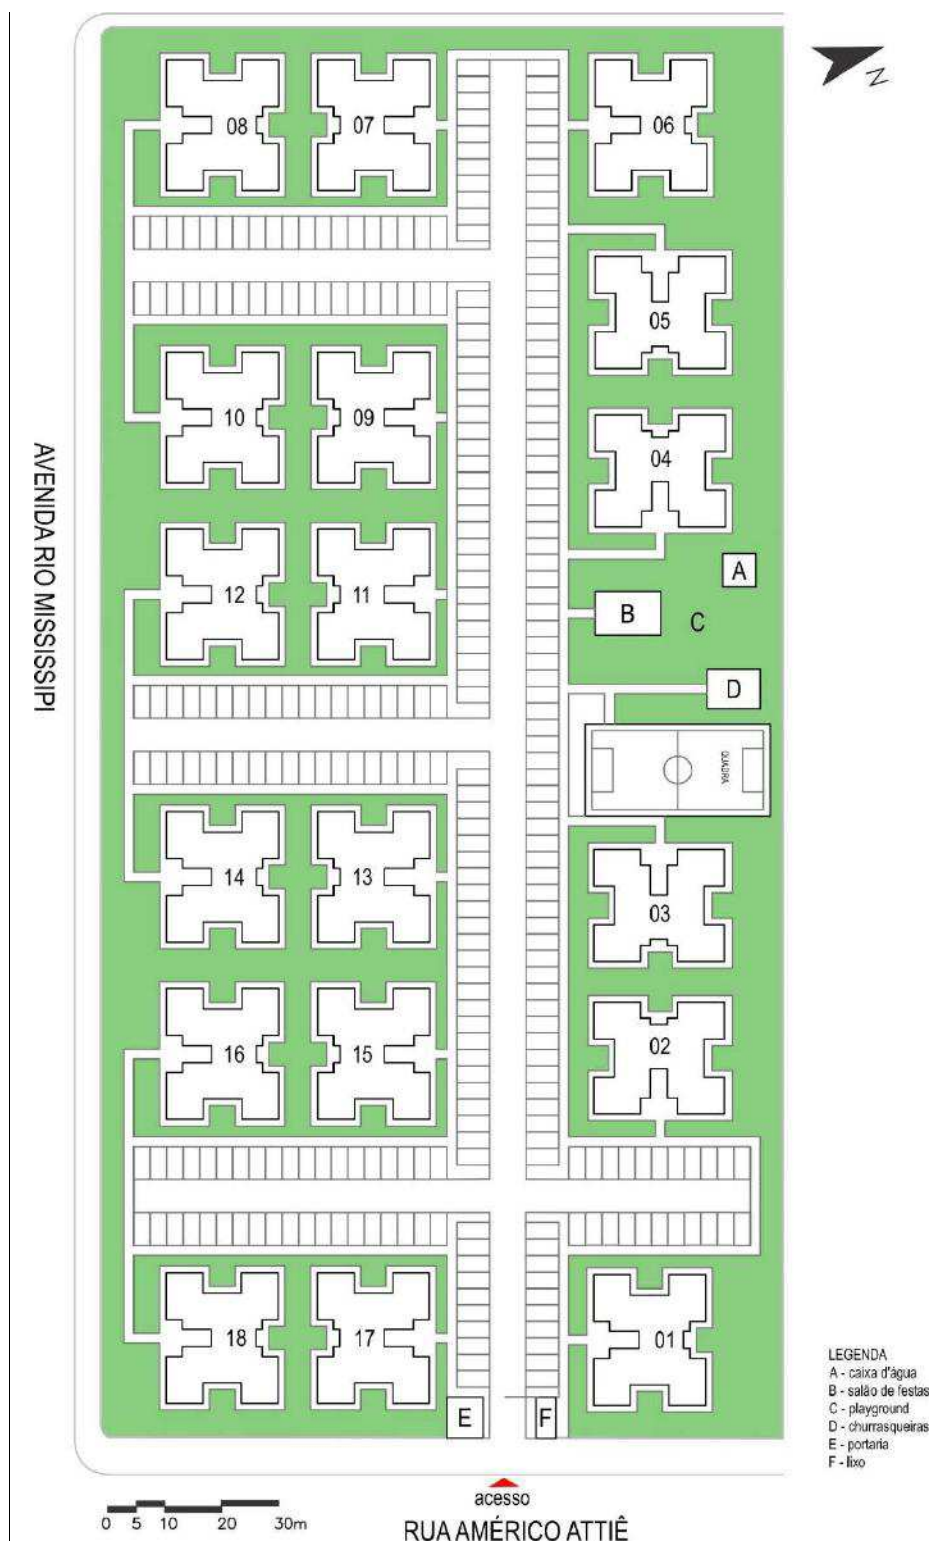 N
08
07
06
05
10
09
04
AVENIDA RIO MISSISSIPI
A
12
11
B
C
D
QUADRA
14
13
03
16
15
02
18
17
01
LEGENDA
A - caixa d'água
B - salão de festas
C - playground
D - churrasqueiras
E - portaria
F - lixo
E
F
acesso
0 5 10 20 30m
RUA AMÉRICO ATTIÊ